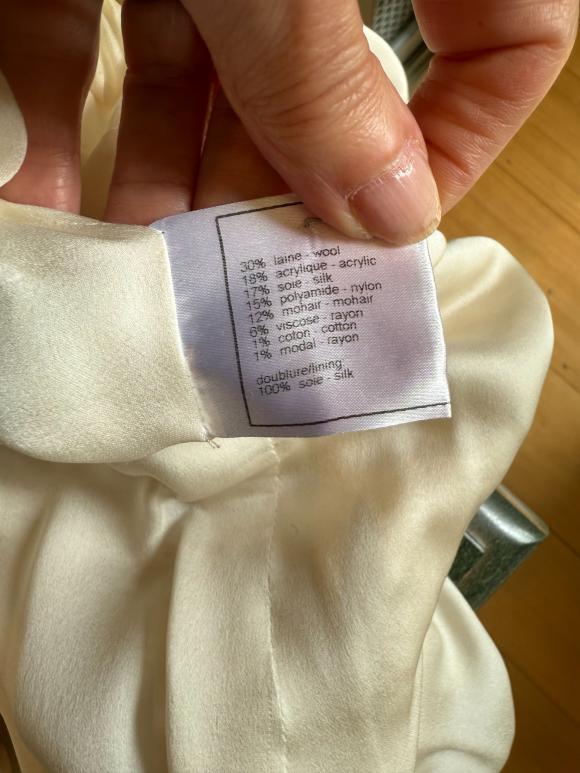 30% laine - wool
18% acrylique - acrylic
17% soie - silk
15% polyamide - nylon
12% mohair - mohair
6% viscose - rayon
1% coton - cotton
1% modal - rayon
doublure/lining
100% soie - silk